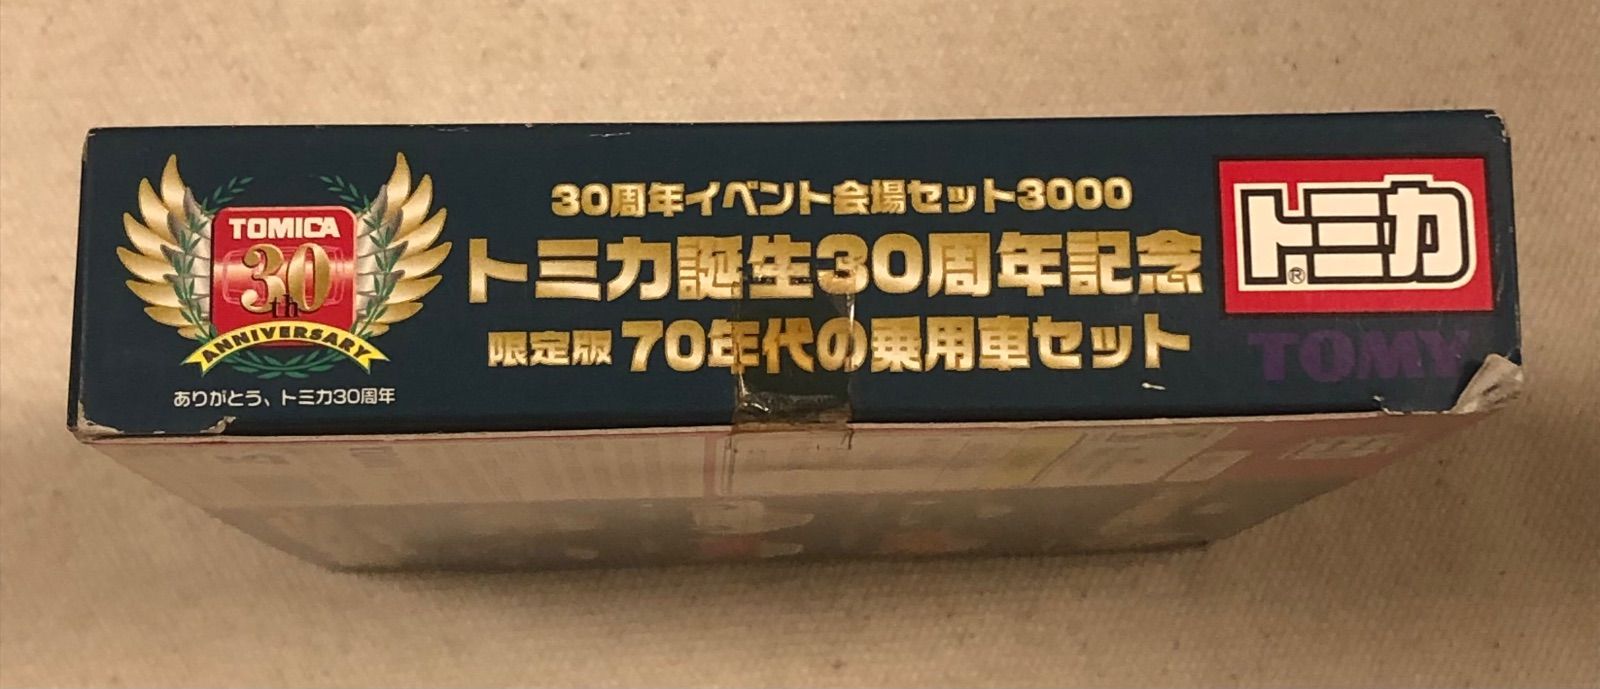 TOMICA
30th
ANNIVERSARY
ありがとう、トミカ30周年
30周年イベント会場セット3000
トミカ誕生30周年記念
限定版 70年代の乗用車セット
トミカ®
TOMY